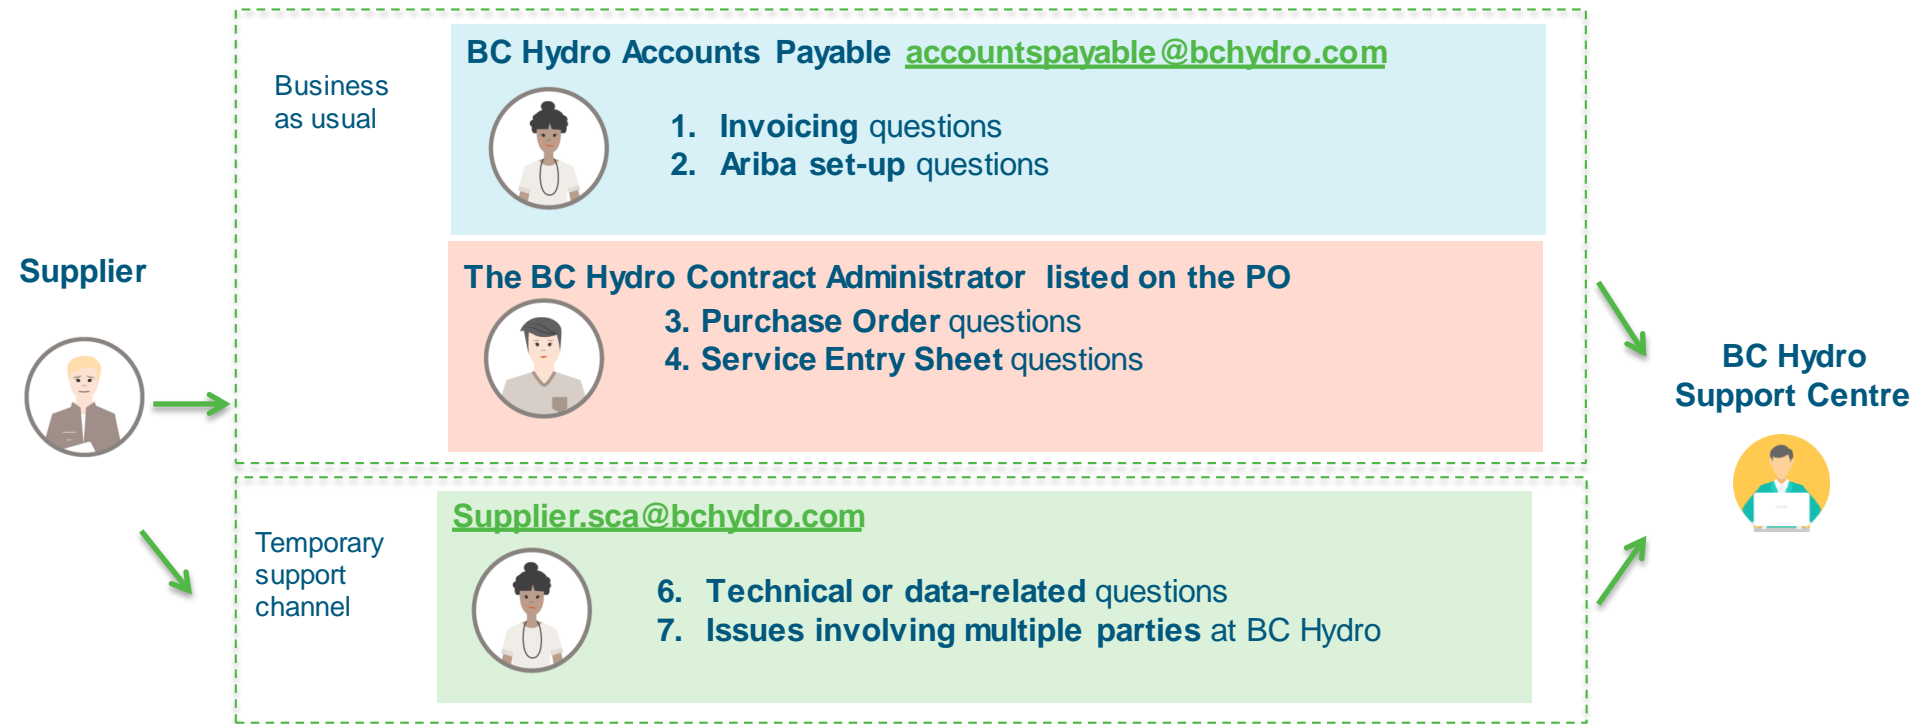 Supplier
Business
as usual
BC Hydro Accounts Payable accountspayable@bchydro.com
1. Invoicing questions
2. Ariba set-up questions
The BC Hydro Contract Administrator listed on the PO
3. Purchase Order questions
4. Service Entry Sheet questions
Temporary
support
channel
Supplier.sca@bchydro.com
6. Technical or data-related questions
7. Issues involving multiple parties at BC Hydro
BC Hydro
Support Centre